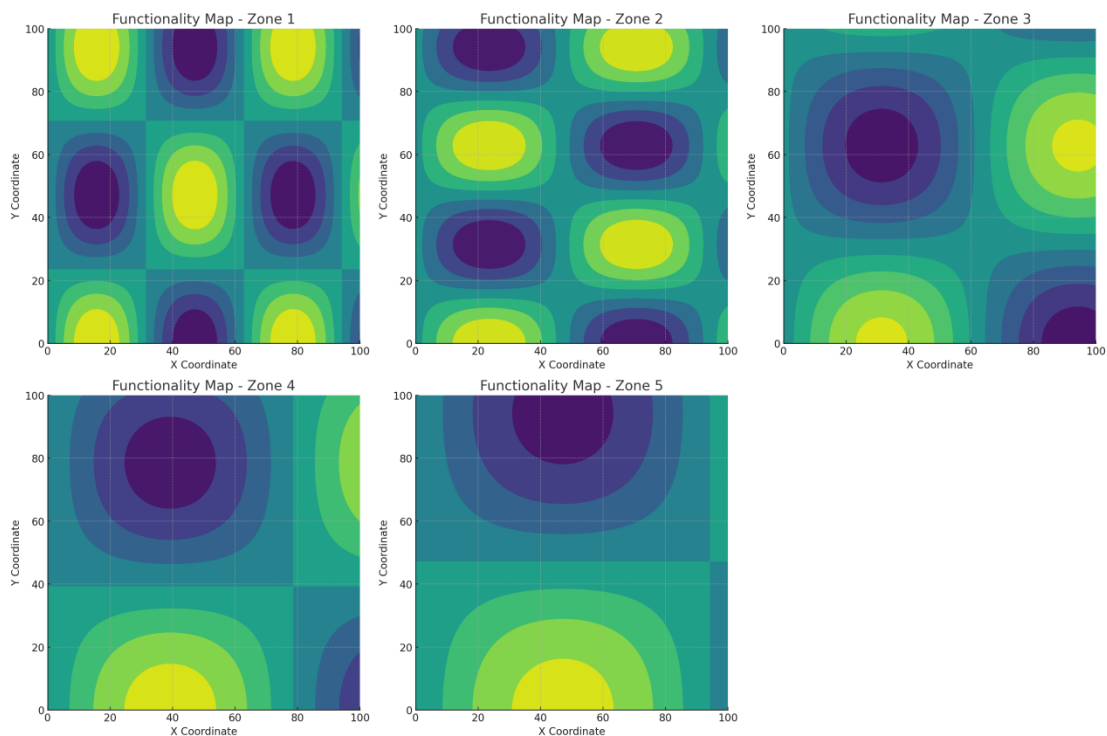 Functionality Map - Zone 1
100
80
60
40
20
0
Y Coordinate
0 20 40 60 80 100
X Coordinate
Functionality Map - Zone 2
100
80
60
40
20
0
Y Coordinate
0 20 40 60 80 100
X Coordinate
Functionality Map - Zone 3
100
80
60
40
20
0
Y Coordinate
0 20 40 60 80 100
X Coordinate
Functionality Map - Zone 4
100
80
60
40
20
0
Y Coordinate
0 20 40 60 80 100
X Coordinate
Functionality Map - Zone 5
100
80
60
40
20
0
Y Coordinate
0 20 40 60 80 100
X Coordinate